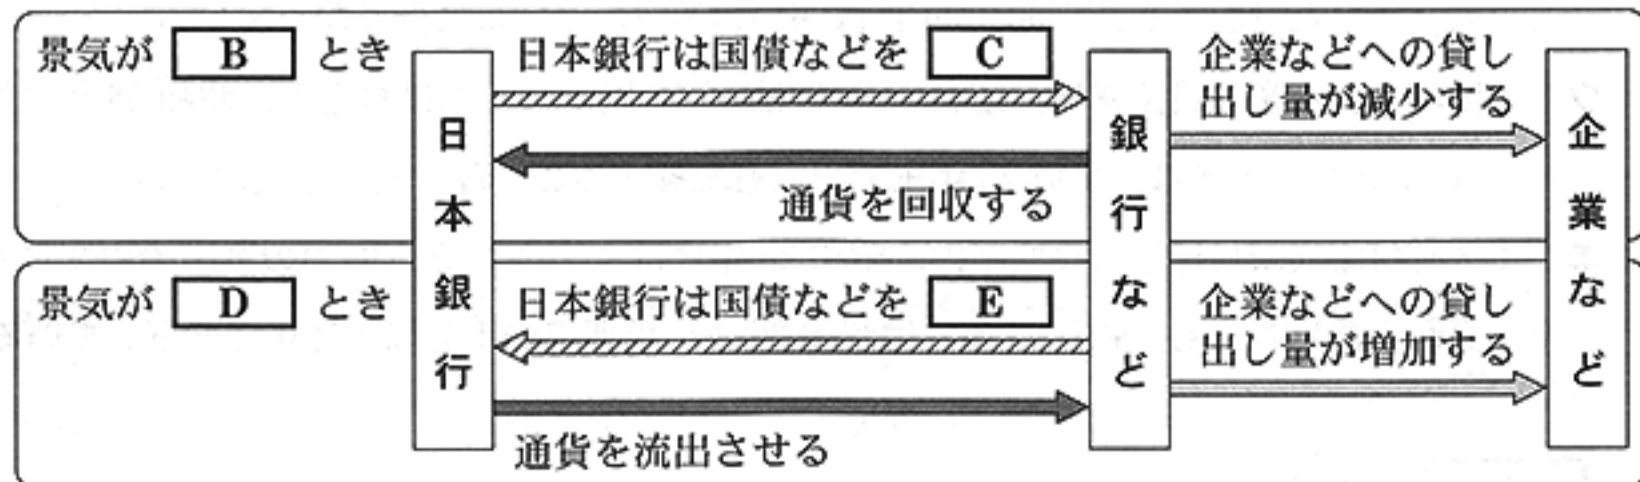 景気が B とき
日本銀行は国債などを C
企業などへの貸し
出し量が減少する
通貨を回収する
日本銀行
銀行など
企業など
景気が D とき
日本銀行は国債などを E
企業などへの貸し
出し量が増加する
通貨を流出させる